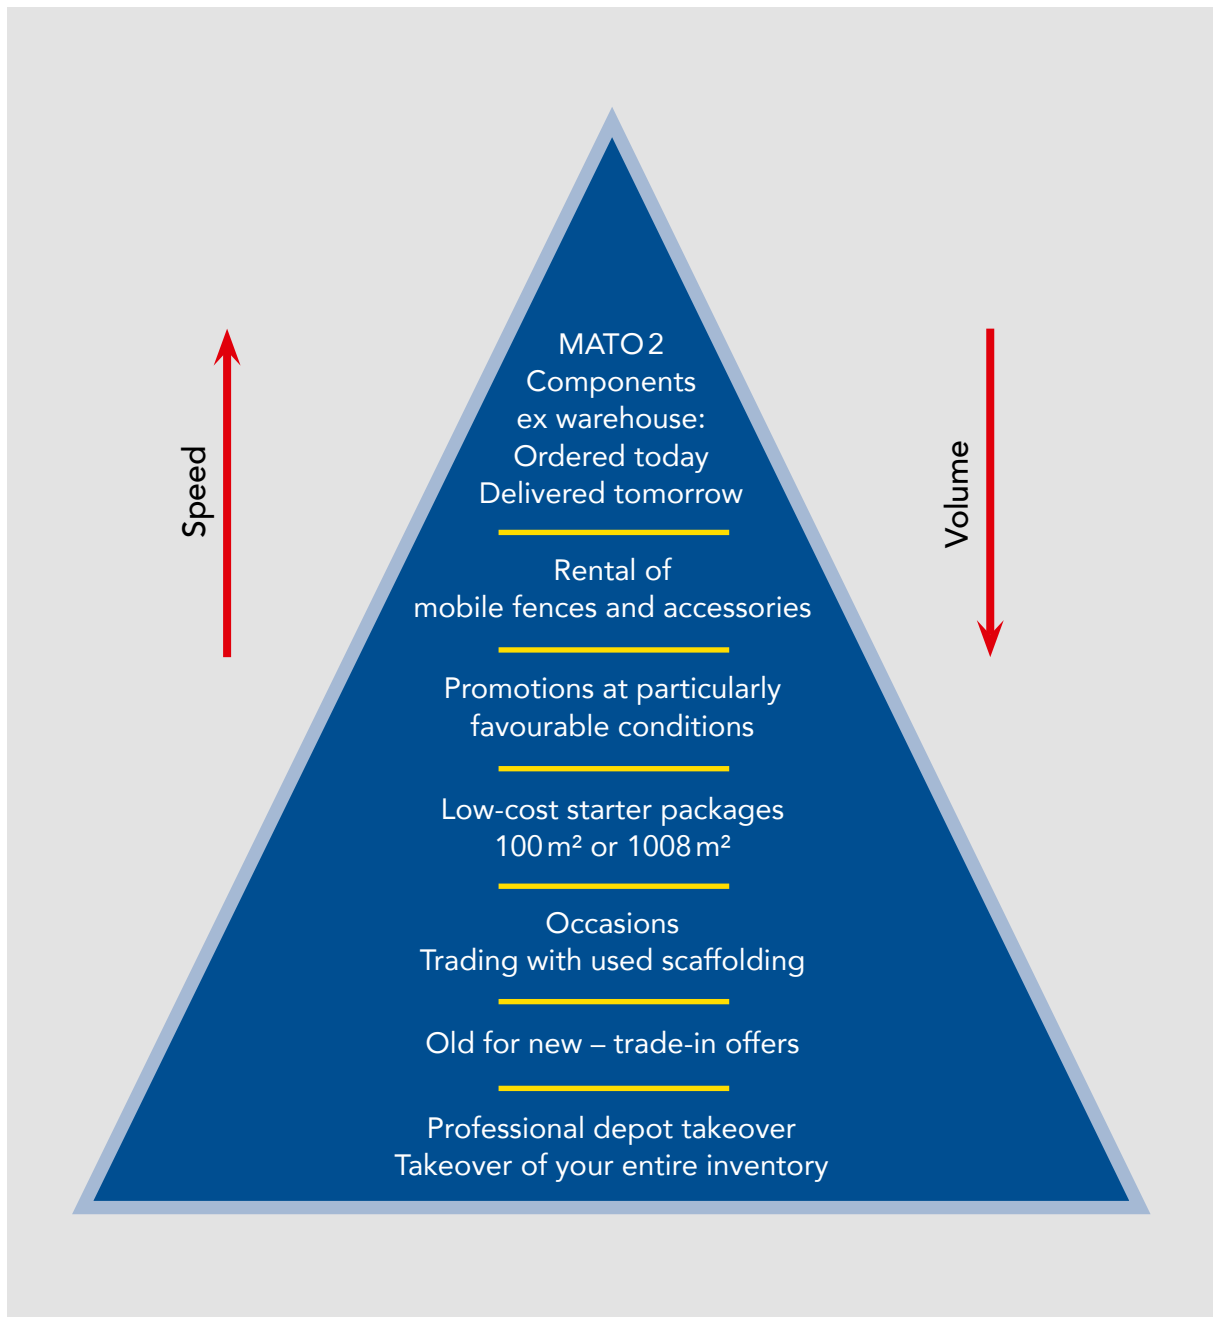 MATO 2
Components
ex warehouse:
Ordered today
Delivered tomorrow
Speed
Volume
Rental of
mobile fences and accessories
Promotions at particularly
favourable conditions
Low-cost starter packages
100 m² or 1008 m²
Occasions
Trading with used scaffolding
Old for new – trade-in offers
Professional depot takeover
Takeover of your entire inventory